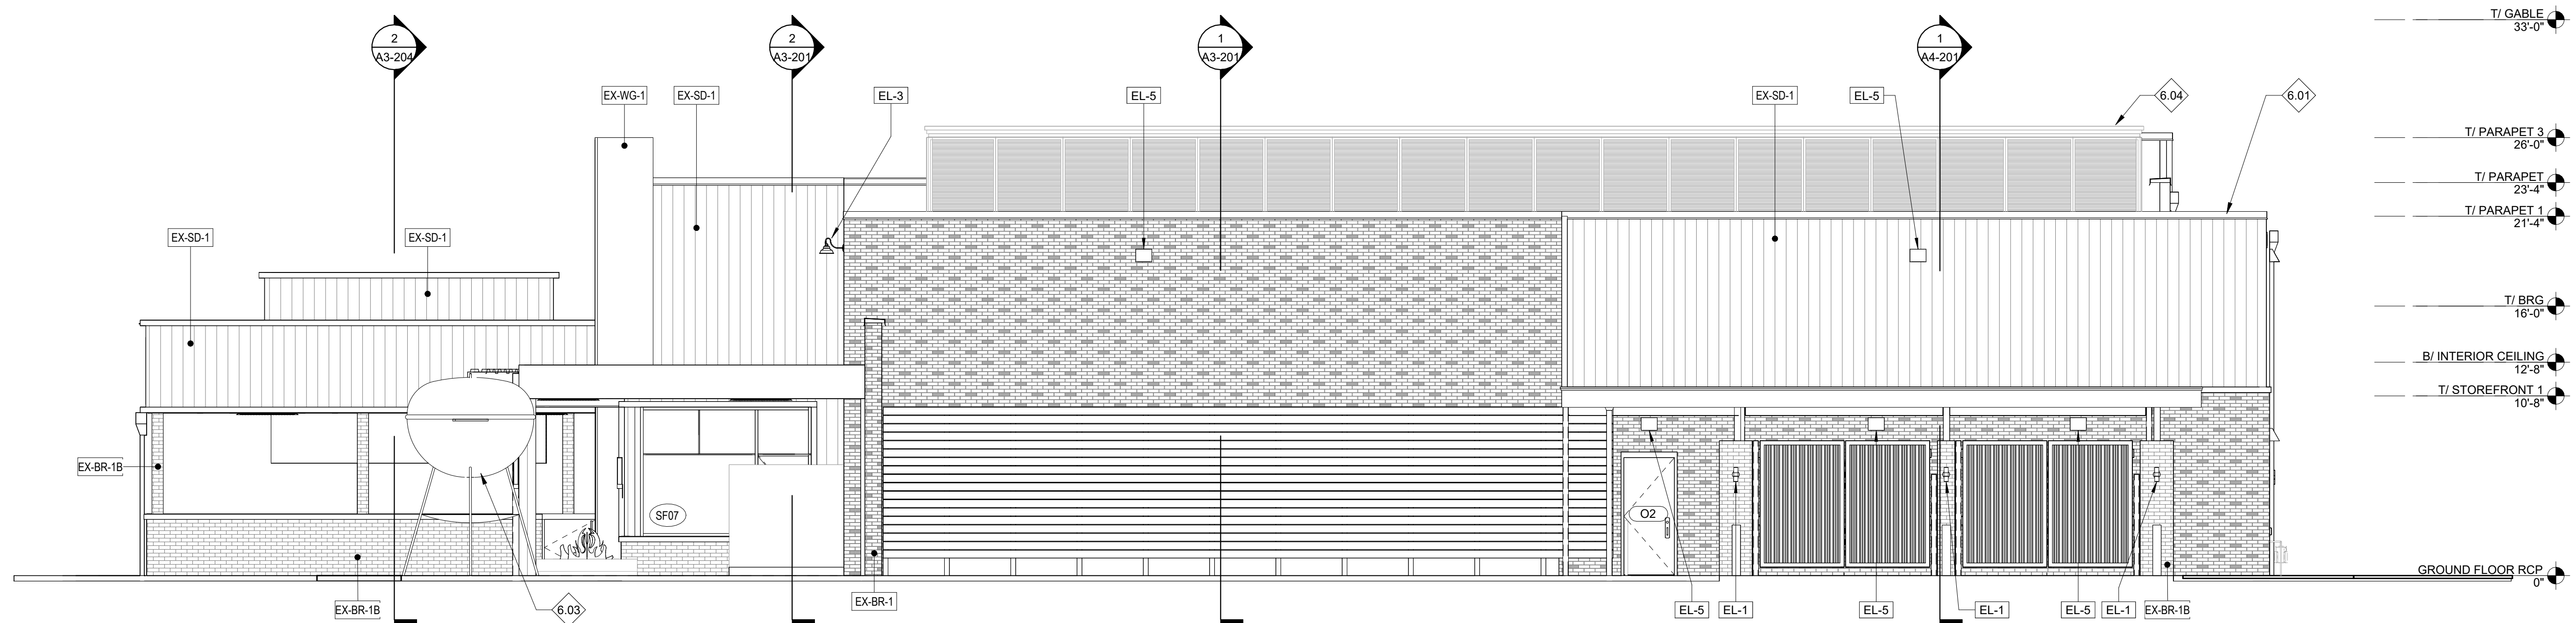 T/ GABLE
33'-0"
2
A3-204
2
A3-201
1
A3-201
1
A4-201
EX-WG-1
EX-SD-1
EL-3
EL-5
EX-SD-1
EL-5
6.04
6.01
T/ PARAPET 3
26'-0"
T/ PARAPET
23'-4"
T/ PARAPET 1
21'-4"
EX-SD-1
EX-SD-1
T/ BRG
16'-0"
B/ INTERIOR CEILING
12'-8"
T/ STOREFRONT 1
10'-8"
EX-BR-1B
SF07
O2
GROUND FLOOR RCP
0"
EX-BR-1B
6.03
EX-BR-1
EL-5
EL-1
EL-5
EL-1
EL-5
EL-1
EX-BR-1B